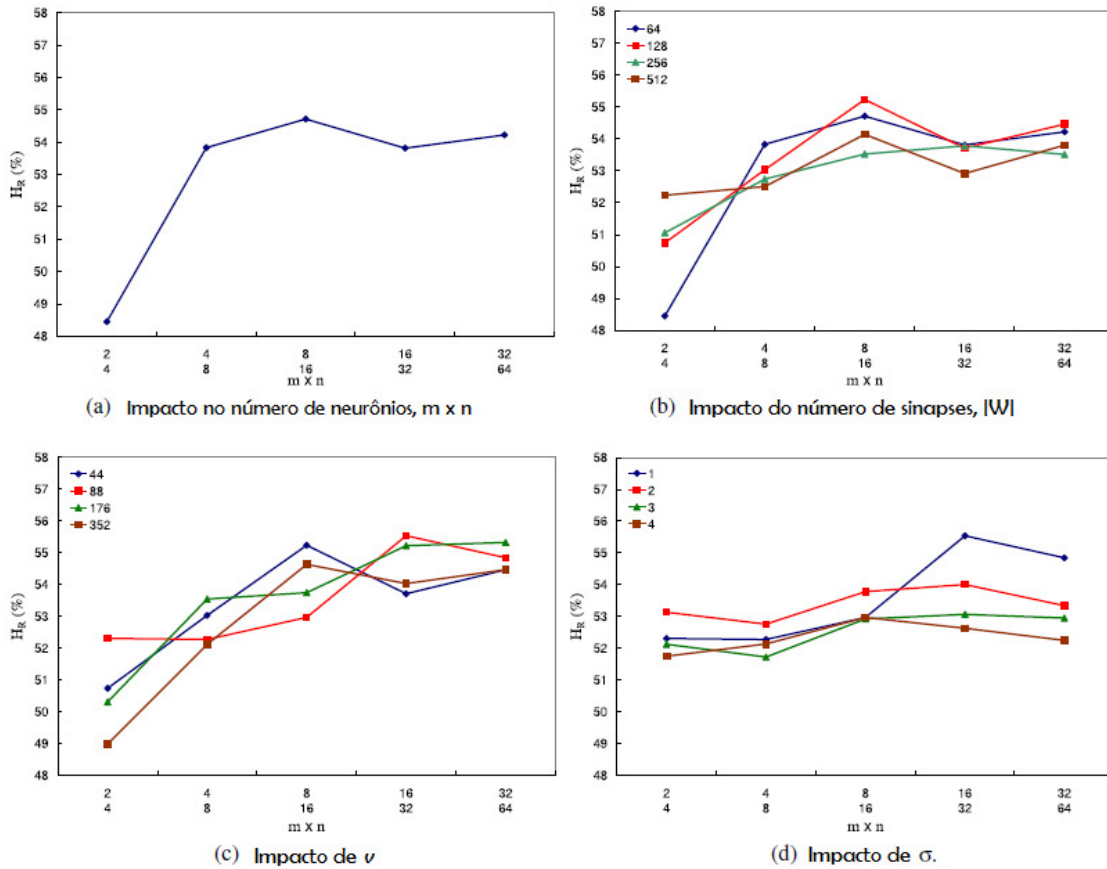 58
57
56
55
54
53
52
51
50
49
48
H_R (%)
2 4 8 16 32
4 8 16 32 64
m x n
(a) Impacto no número de neurônios, m x n
58
57
56
55
54
53
52
51
50
49
48
H_R (%)
64
128
256
512
2 4 8 16 32
4 8 16 32 64
m x n
(b) Impacto do número de sinapses, |W|
58
57
56
55
54
53
52
51
50
49
48
H_R (%)
44
88
176
352
2 4 8 16 32
4 8 16 32 64
m x n
(c) Impacto de ν
58
57
56
55
54
53
52
51
50
49
48
H_R (%)
1
2
3
4
2 4 8 16 32
4 8 16 32 64
m x n
(d) Impacto de σ.